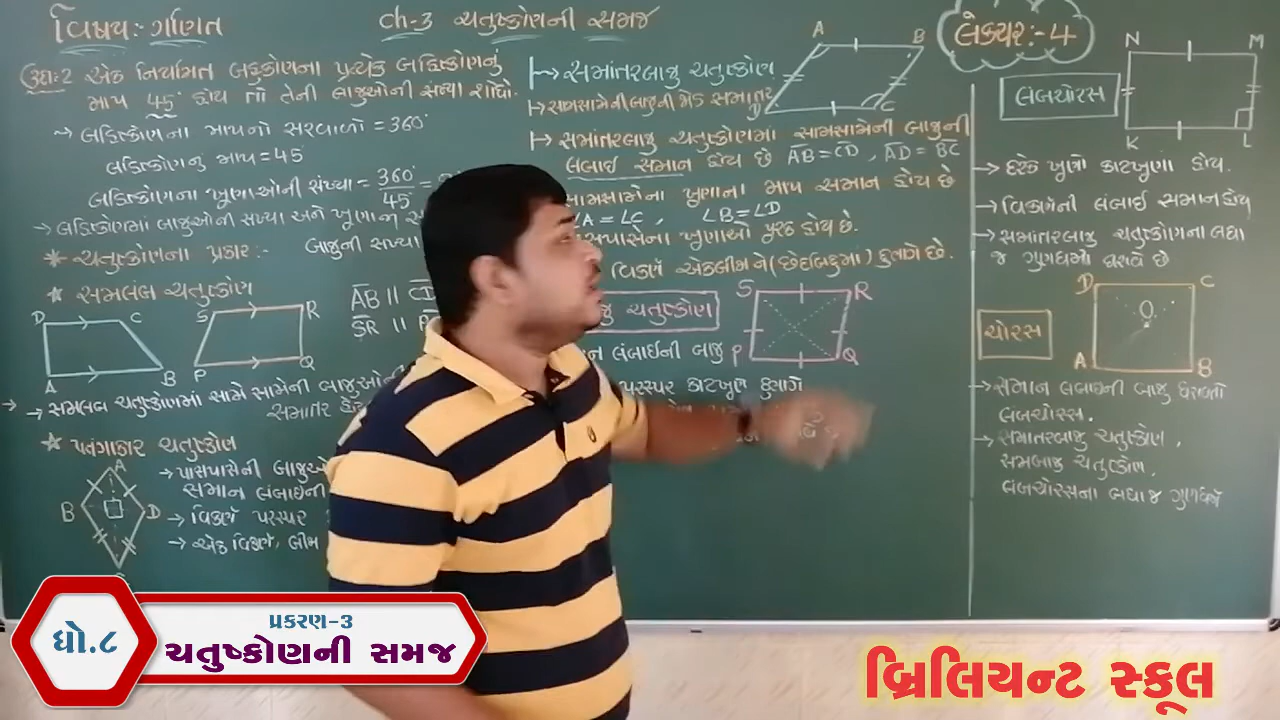 વિષય:- ગણિત
ch-3 ચતુષ્કોણની સમજ
લેક્ચર:-4
ઉદા:2 એક નિયમિત બહુકોણના પ્રત્યેક બહિષ્કોણનું
માપ 45° હોય તો તેની બાજુઓની સંખ્યા શોધો.
→ બહિષ્કોણના માપનો સરવાળો = 360°
બહિષ્કોણનું માપ = 45
બહિષ્કોણના ખૂણાઓની સંખ્યા = 360°/45° =
→ બહિષ્કોણમાં બાજુઓની સંખ્યા અને ખૂણાની
બાજુની સંખ્યા
* ચતુષ્કોણના પ્રકાર:-
★ સમલંબ ચતુષ્કોણ
D C
A B
S R
P Q
AB || CD
SR ||
→ સમલંબ ચતુષ્કોણમાં સામે સામેની બાજુઓની
સમાંતર
★ પતંગાકાર ચતુષ્કોણ
A
B D
→ પાસપાસેની બાજુઓ
સમાન લંબાઈની
→ વિકર્ણ પરસ્પર
→ એક વિકર્ણ, બીજા
→ સમાંતરબાજુ ચતુષ્કોણ
A B
D C
→ સામસામેની બાજુની જોડ સમાંતર
→ સમાંતરબાજુ ચતુષ્કોણમાં સામસામેની બાજુની
લંબાઈ સમાન હોય છે AB = CD , AD = BC
સામસામેના ખૂણાના માપ સમાન હોય છે
∠A = ∠C , ∠B = ∠D
પાસપાસેના ખૂણાઓ પૂરક હોય છે.
વિકર્ણ એકબીજાને (છેદબિંદુમાં) દુભાગે છે.
ચતુષ્કોણ
S R
P Q
લંબાઈની બાજુ
પરસ્પર કાટખૂણે દુભાગે
N M
K L
લંબચોરસ
→ દરેક ખૂણો કાટખૂણો હોય.
→ વિકર્ણની લંબાઈ સમાન હોય
→ સમાંતરબાજુ ચતુષ્કોણના બધા
જ ગુણધર્મો ધરાવે છે
ચોરસ
D C
O
A B
→ સમાન લંબાઈની બાજુ ધરાવતો
લંબચોરસ.
→ સમાંતરબાજુ ચતુષ્કોણ,
સમબાજુ ચતુષ્કોણ,
લંબચોરસના બધા જ ગુણધર્મો
ધો.૮
પ્રકરણ-૩
ચતુષ્કોણની સમજ
બ્રિલિયન્ટ સ્કૂલ